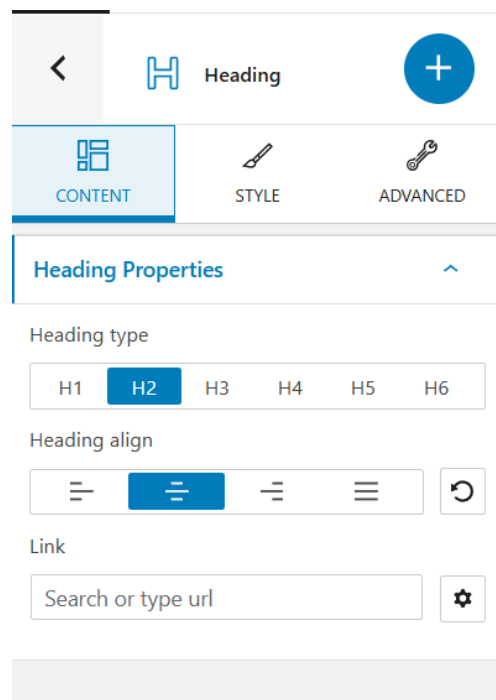 Heading
CONTENT STYLE ADVANCED
Heading Properties
Heading type
H1 H2 H3 H4 H5 H6
Heading align
Link
Search or type url